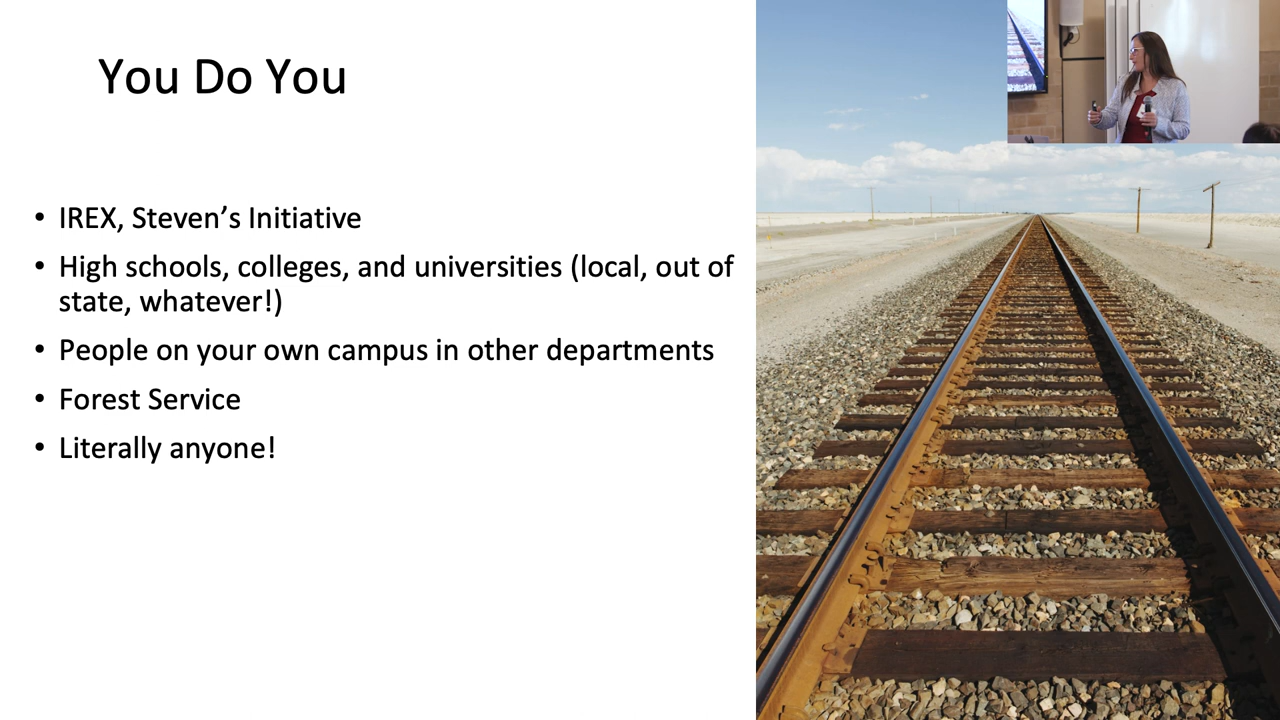 You Do You
• IREX, Steven’s Initiative
• High schools, colleges, and universities (local, out of
state, whatever!)
• People on your own campus in other departments
• Forest Service
• Literally anyone!